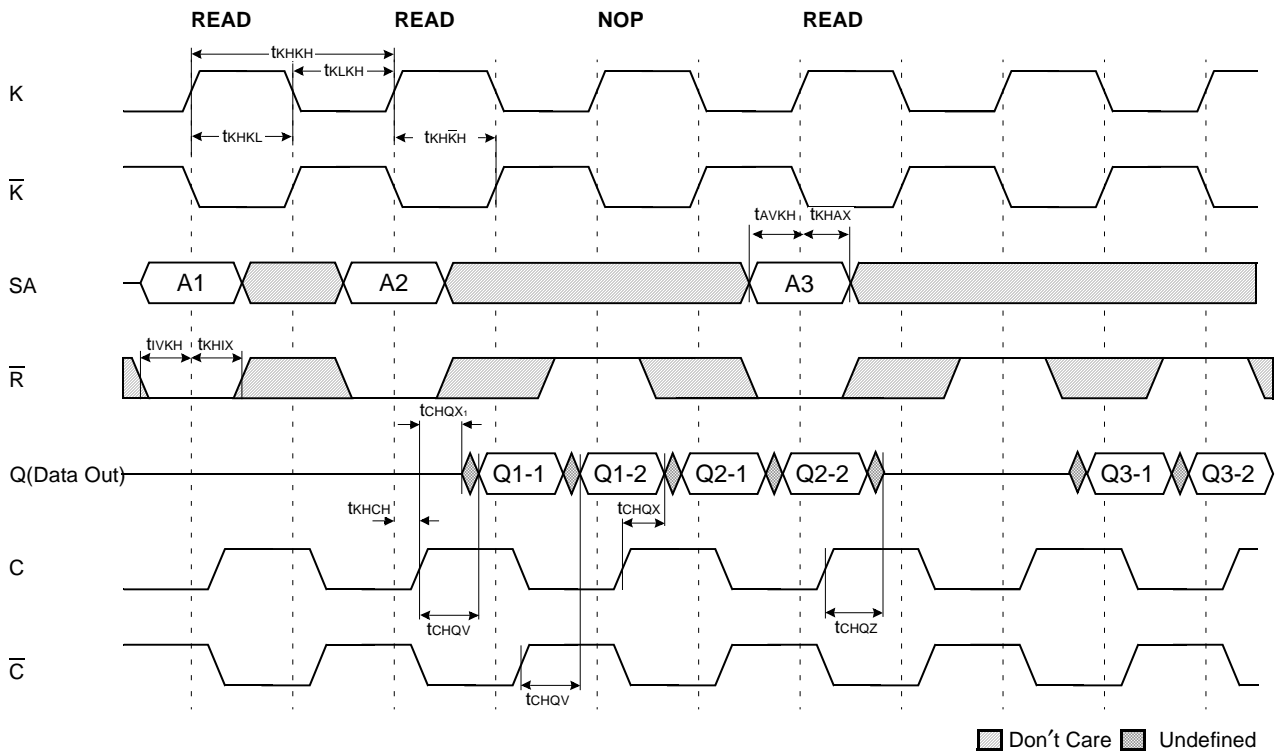 READ READ NOP READ
tKHKH
tKLKH
K
tKHKL tKHK̅H
K̅
tAVKH tKHAX
SA A1 A2 A3
tIVKH tKHIX
R̅
tCHQX1
Q(Data Out) Q1-1 Q1-2 Q2-1 Q2-2 Q3-1 Q3-2
tKHCH tCHQX
C
tCHQV tCHQZ
C̅
tCHQV
Don′t Care Undefined